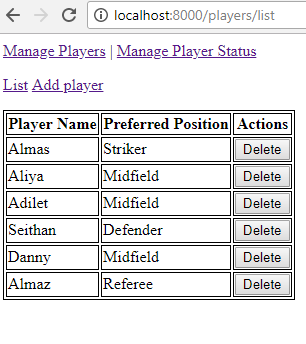 localhost:8000/players/list
Manage Players | Manage Player Status
List Add player
Player Name Preferred Position Actions
Almas Striker Delete
Aliya Midfield Delete
Adilet Midfield Delete
Seithan Defender Delete
Danny Midfield Delete
Almaz Referee Delete